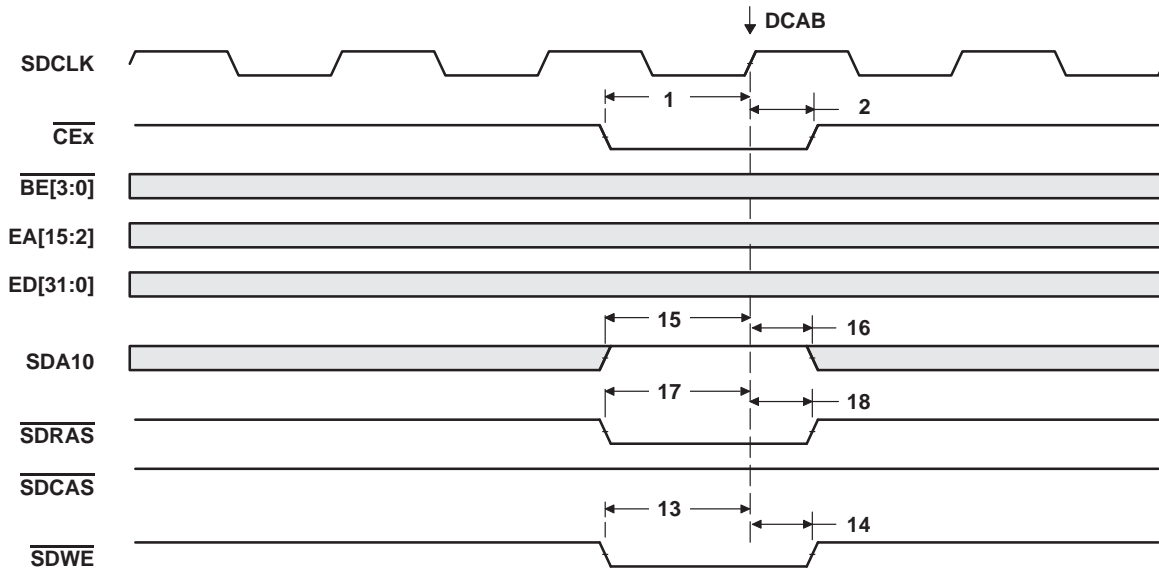 DCAB
SDCLK
1
2
CEx
BE[3:0]
EA[15:2]
ED[31:0]
15
16
SDA10
17
18
SDRAS
SDCAS
13
14
SDWE